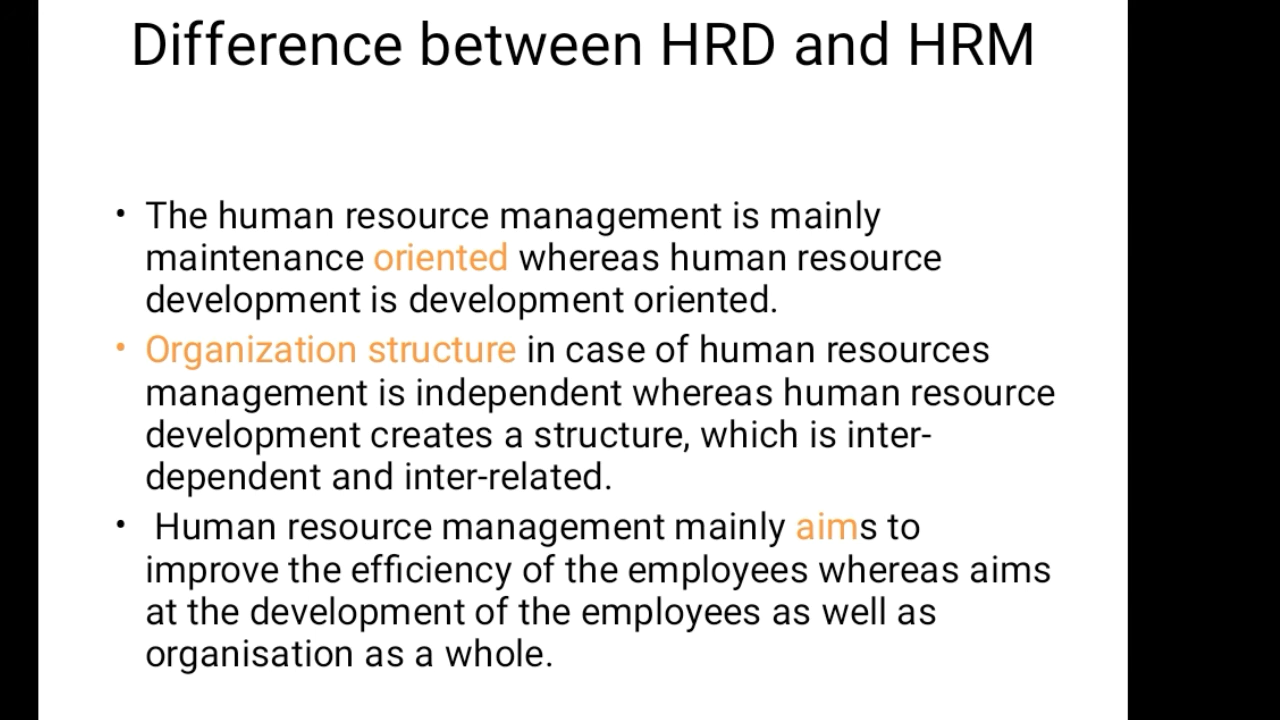 Difference between HRD and HRM
• The human resource management is mainly
maintenance oriented whereas human resource
development is development oriented.
• Organization structure in case of human resources
management is independent whereas human resource
development creates a structure, which is inter-
dependent and inter-related.
• Human resource management mainly aims to
improve the efficiency of the employees whereas aims
at the development of the employees as well as
organisation as a whole.